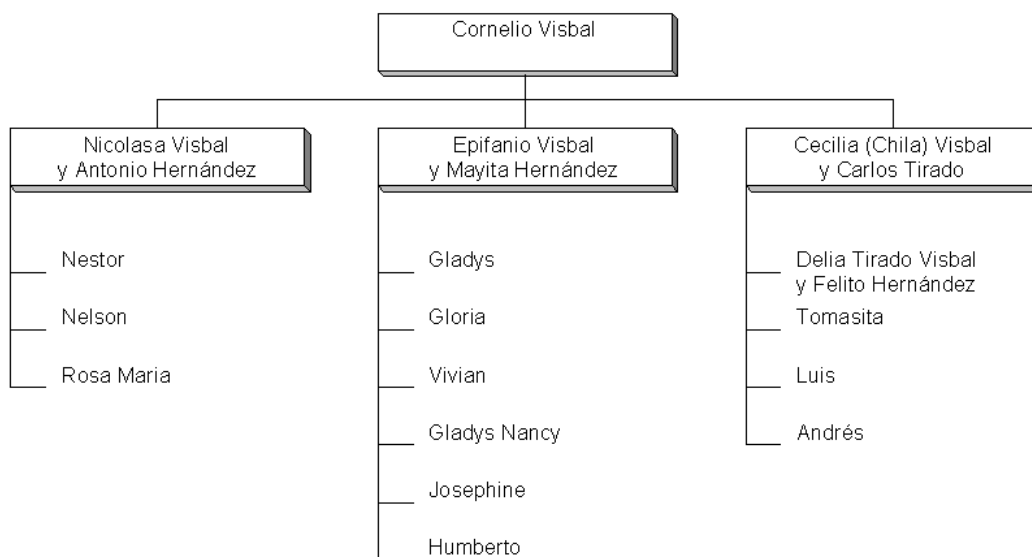 Cornelio Visbal
Nicolasa Visbal
y Antonio Hernández
Epifanio Visbal
y Mayita Hernández
Cecilia (Chila) Visbal
y Carlos Tirado
Nestor
Nelson
Rosa Maria
Gladys
Gloria
Vivian
Gladys Nancy
Josephine
Humberto
Delia Tirado Visbal
y Felito Hernández
Tomasita
Luis
Andrés